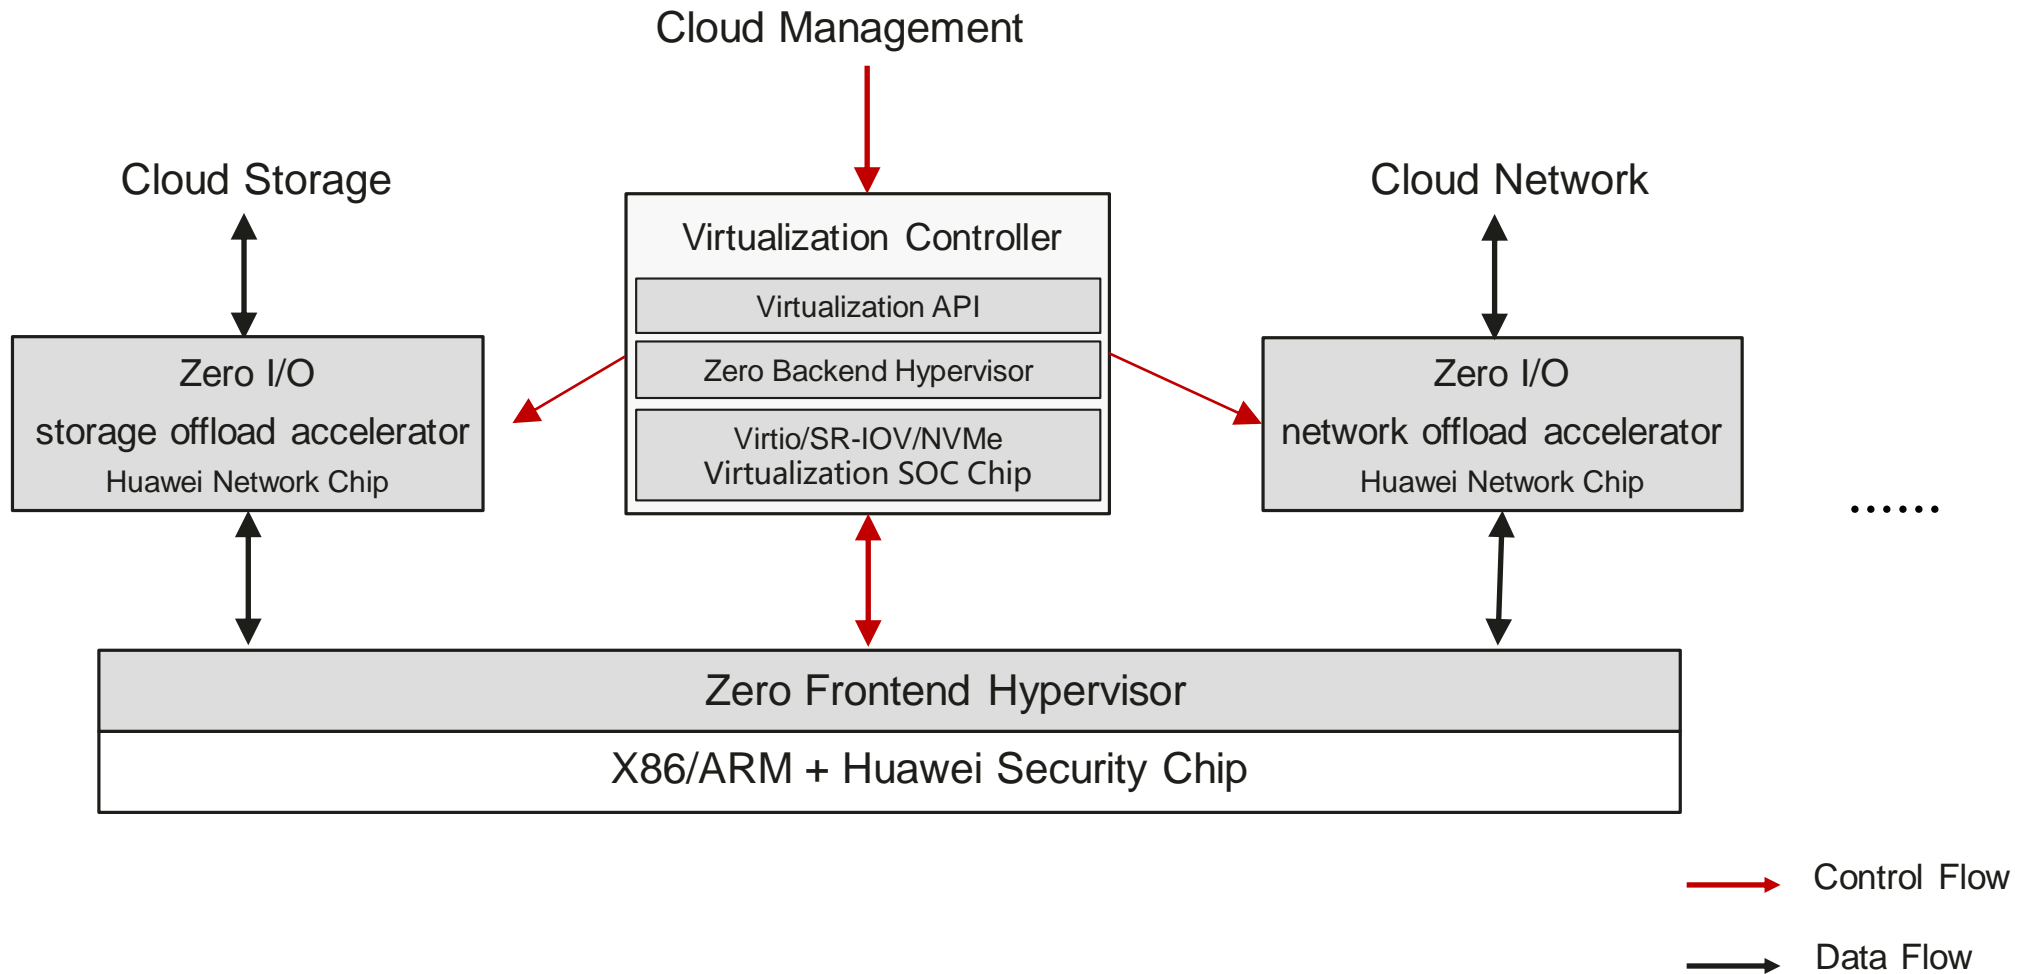 Cloud Management
Cloud Storage
Cloud Network
Virtualization Controller
Virtualization API
Zero Backend Hypervisor
Virtio/SR-IOV/NVMe
Virtualization SOC Chip
Zero I/O
storage offload accelerator
Huawei Network Chip
Zero I/O
network offload accelerator
Huawei Network Chip
......
Zero Frontend Hypervisor
X86/ARM + Huawei Security Chip
Control Flow
Data Flow